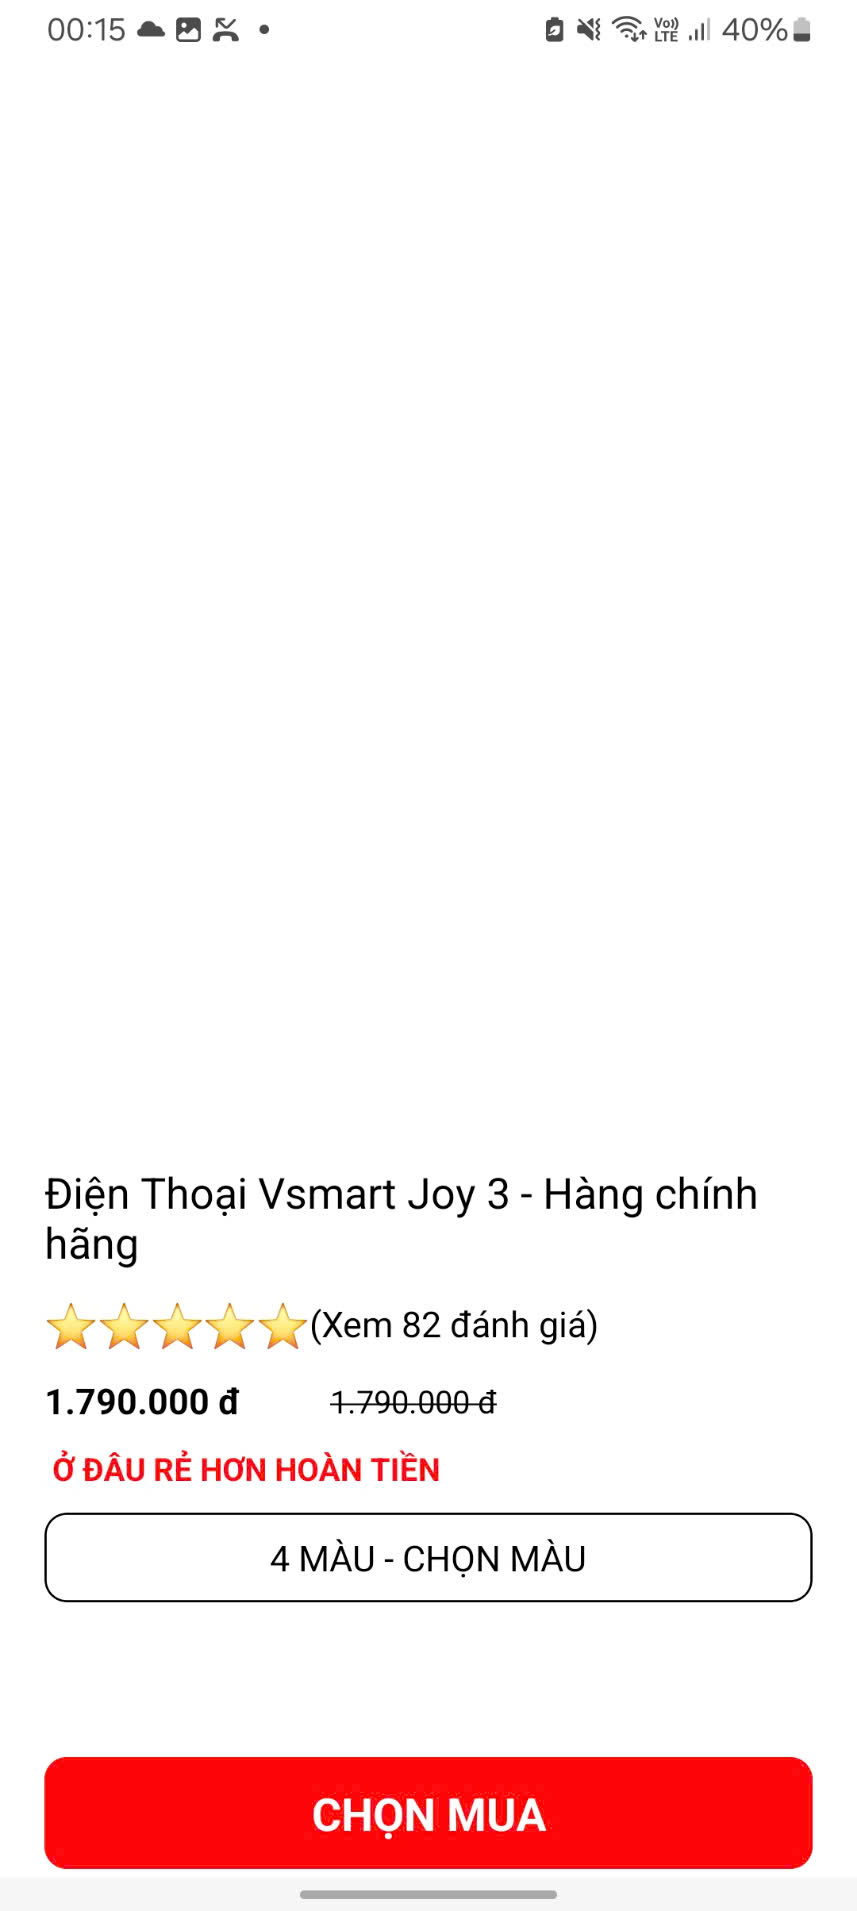 00:15
Vo)) LTE 40%
Điện Thoại Vsmart Joy 3 - Hàng chính
hãng
(Xem 82 đánh giá)
1.790.000 đ 1.790.000 đ
Ở ĐÂU RẺ HƠN HOÀN TIỀN
4 MÀU - CHỌN MÀU
CHỌN MUA